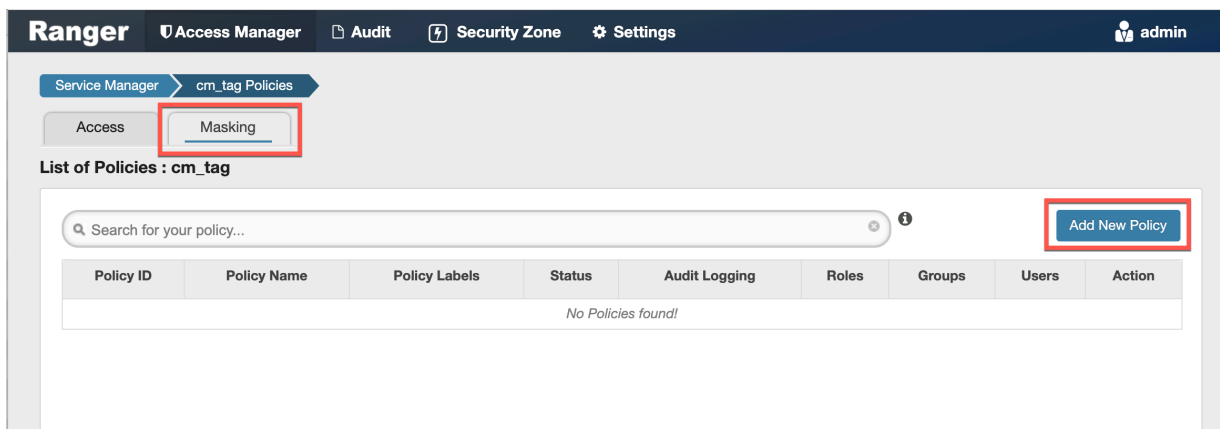 Ranger Access Manager Audit Security Zone Settings admin
Service Manager cm_tag Policies
Access Masking
List of Policies : cm_tag
Search for your policy... Add New Policy
Policy ID Policy Name Policy Labels Status Audit Logging Roles Groups Users Action
No Policies found!